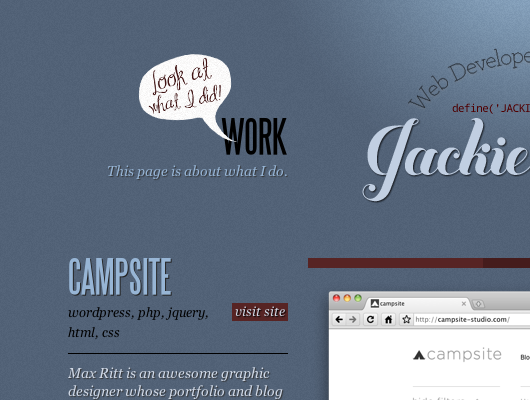 Look at
what I did!
WORK
This page is about what I do.
Web Develope
define('JACKI
Jackie
CAMPSITE
wordpress, php, jquery,
html, css
visit site
Max Ritt is an awesome graphic
designer whose portfolio and blog
campsite
http://campsite-studio.com/
campsite
Blo